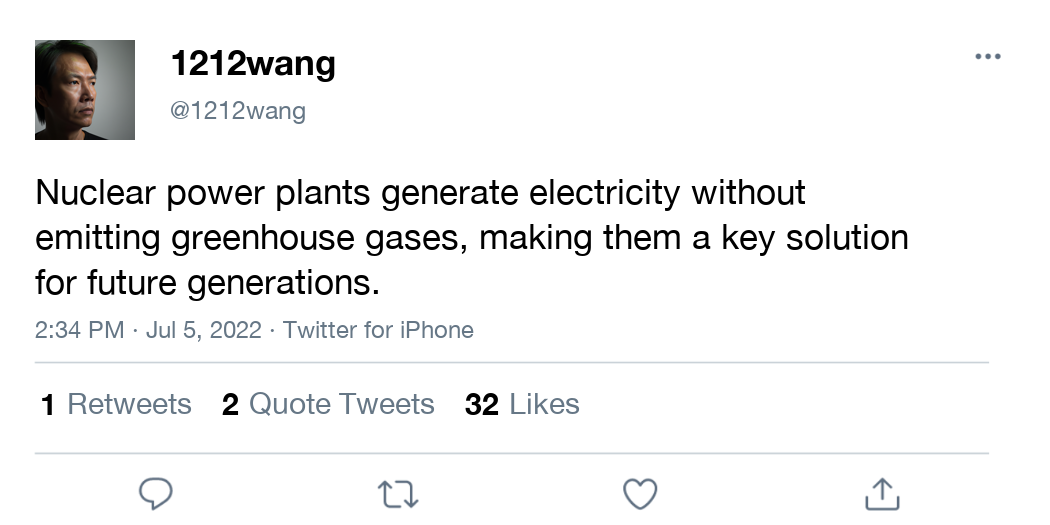 1212wang
@1212wang
Nuclear power plants generate electricity without
emitting greenhouse gases, making them a key solution
for future generations.
2:34 PM · Jul 5, 2022 · Twitter for iPhone
1 Retweets 2 Quote Tweets 32 Likes